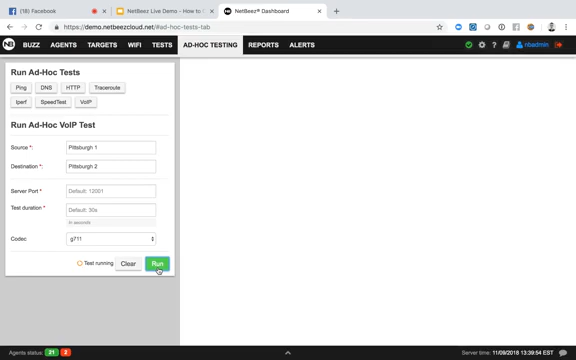 (18) Facebook
NetBeez Live Demo - How to
NetBeez® Dashboard
https://demo.netbeezcloud.net/#ad-hoc-tests-tab
NB BUZZ AGENTS TARGETS WIFI TESTS AD-HOC TESTING REPORTS ALERTS
nbadmin
Run Ad-Hoc Tests
Ping DNS HTTP Traceroute
Iperf SpeedTest VoIP
Run Ad-Hoc VoIP Test
Source *: Pittsburgh 1
Destination *: Pittsburgh 2
Server Port * Default: 12001
Test duration * Default: 30s
in seconds
Codec g711
Test running Clear Run
Agents status: 21 2
Server time: 11/09/2018 13:39:54 EST